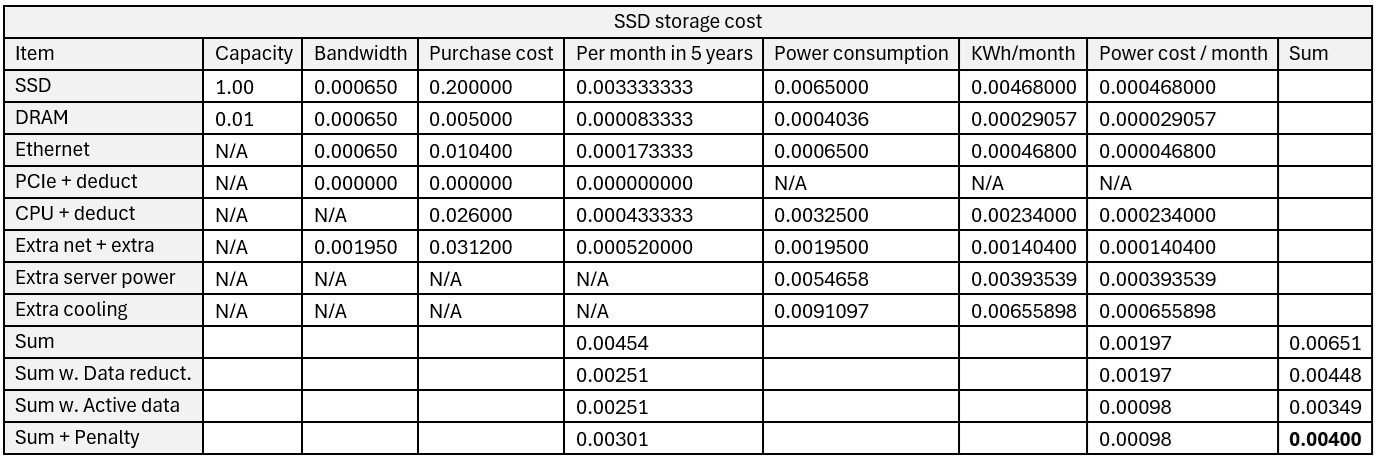 SSD storage cost
Item Capacity Bandwidth Purchase cost Per month in 5 years Power consumption KWh/month Power cost / month Sum
SSD 1.00 0.000650 0.200000 0.003333333 0.0065000 0.00468000 0.000468000
DRAM 0.01 0.000650 0.005000 0.000083333 0.0004036 0.00029057 0.000029057
Ethernet N/A 0.000650 0.010400 0.000173333 0.0006500 0.00046800 0.000046800
PCIe + deduct N/A 0.000000 0.000000 0.000000000 N/A N/A N/A
CPU + deduct N/A N/A 0.026000 0.000433333 0.0032500 0.00234000 0.000234000
Extra net + extra N/A 0.001950 0.031200 0.000520000 0.0019500 0.00140400 0.000140400
Extra server power N/A N/A N/A N/A 0.0054658 0.00393539 0.000393539
Extra cooling N/A N/A N/A N/A 0.0091097 0.00655898 0.000655898
Sum 0.00454 0.00197 0.00651
Sum w. Data reduct. 0.00251 0.00197 0.00448
Sum w. Active data 0.00251 0.00098 0.00349
Sum + Penalty 0.00301 0.00098 0.00400